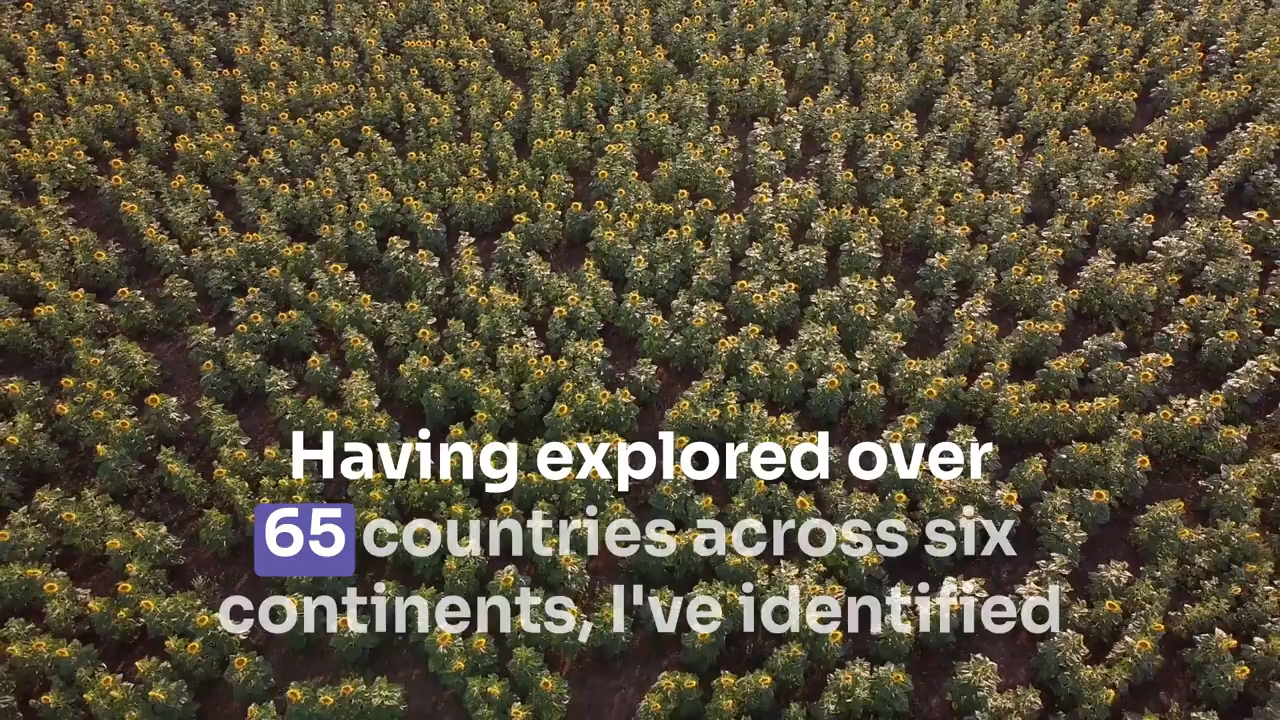 Having explored over
65 countries across six
continents, I've identified